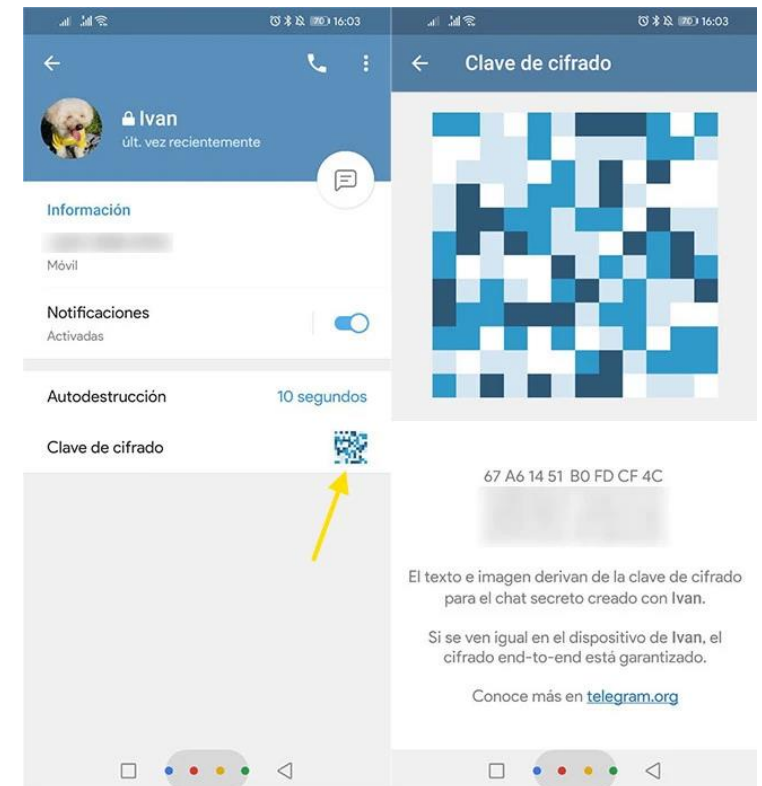 70 16:03
Ivan
últ. vez recientemente
Información
Móvil
Notificaciones
Activadas
Autodestrucción
10 segundos
Clave de cifrado
70 16:03
Clave de cifrado
67 A6 14 51 B0 FD CF 4C
El texto e imagen derivan de la clave de cifrado
para el chat secreto creado con Ivan.
Si se ven igual en el dispositivo de Ivan, el
cifrado end-to-end está garantizado.
Conoce más en telegram.org